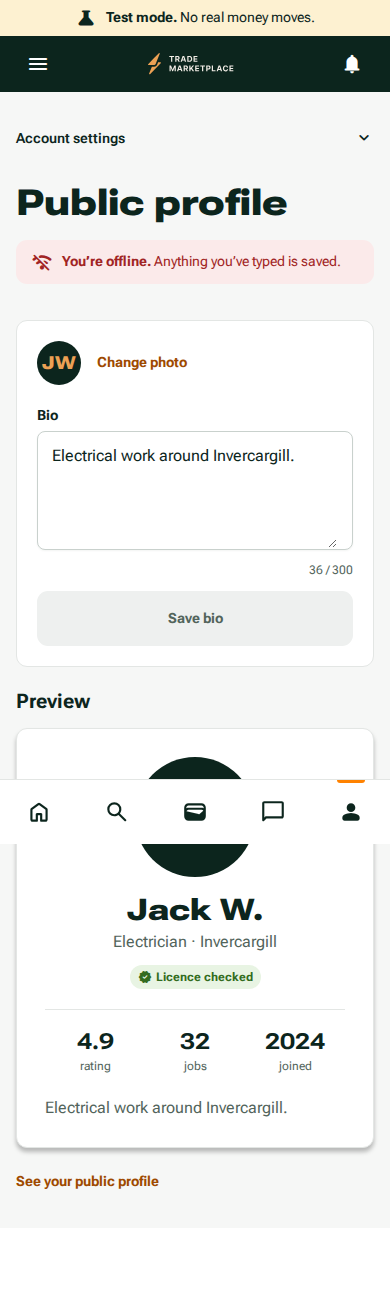 Test mode. No real money moves.
TRADE
MARKETPLACE
Account settings
Public profile
You’re offline. Anything you’ve typed is saved.
JW
Change photo
Bio
Electrical work around Invercargill.
36 / 300
Save bio
Preview
Jack W.
Electrician · Invercargill
Licence checked
4.9 32 2024
rating jobs joined
Electrical work around Invercargill.
See your public profile